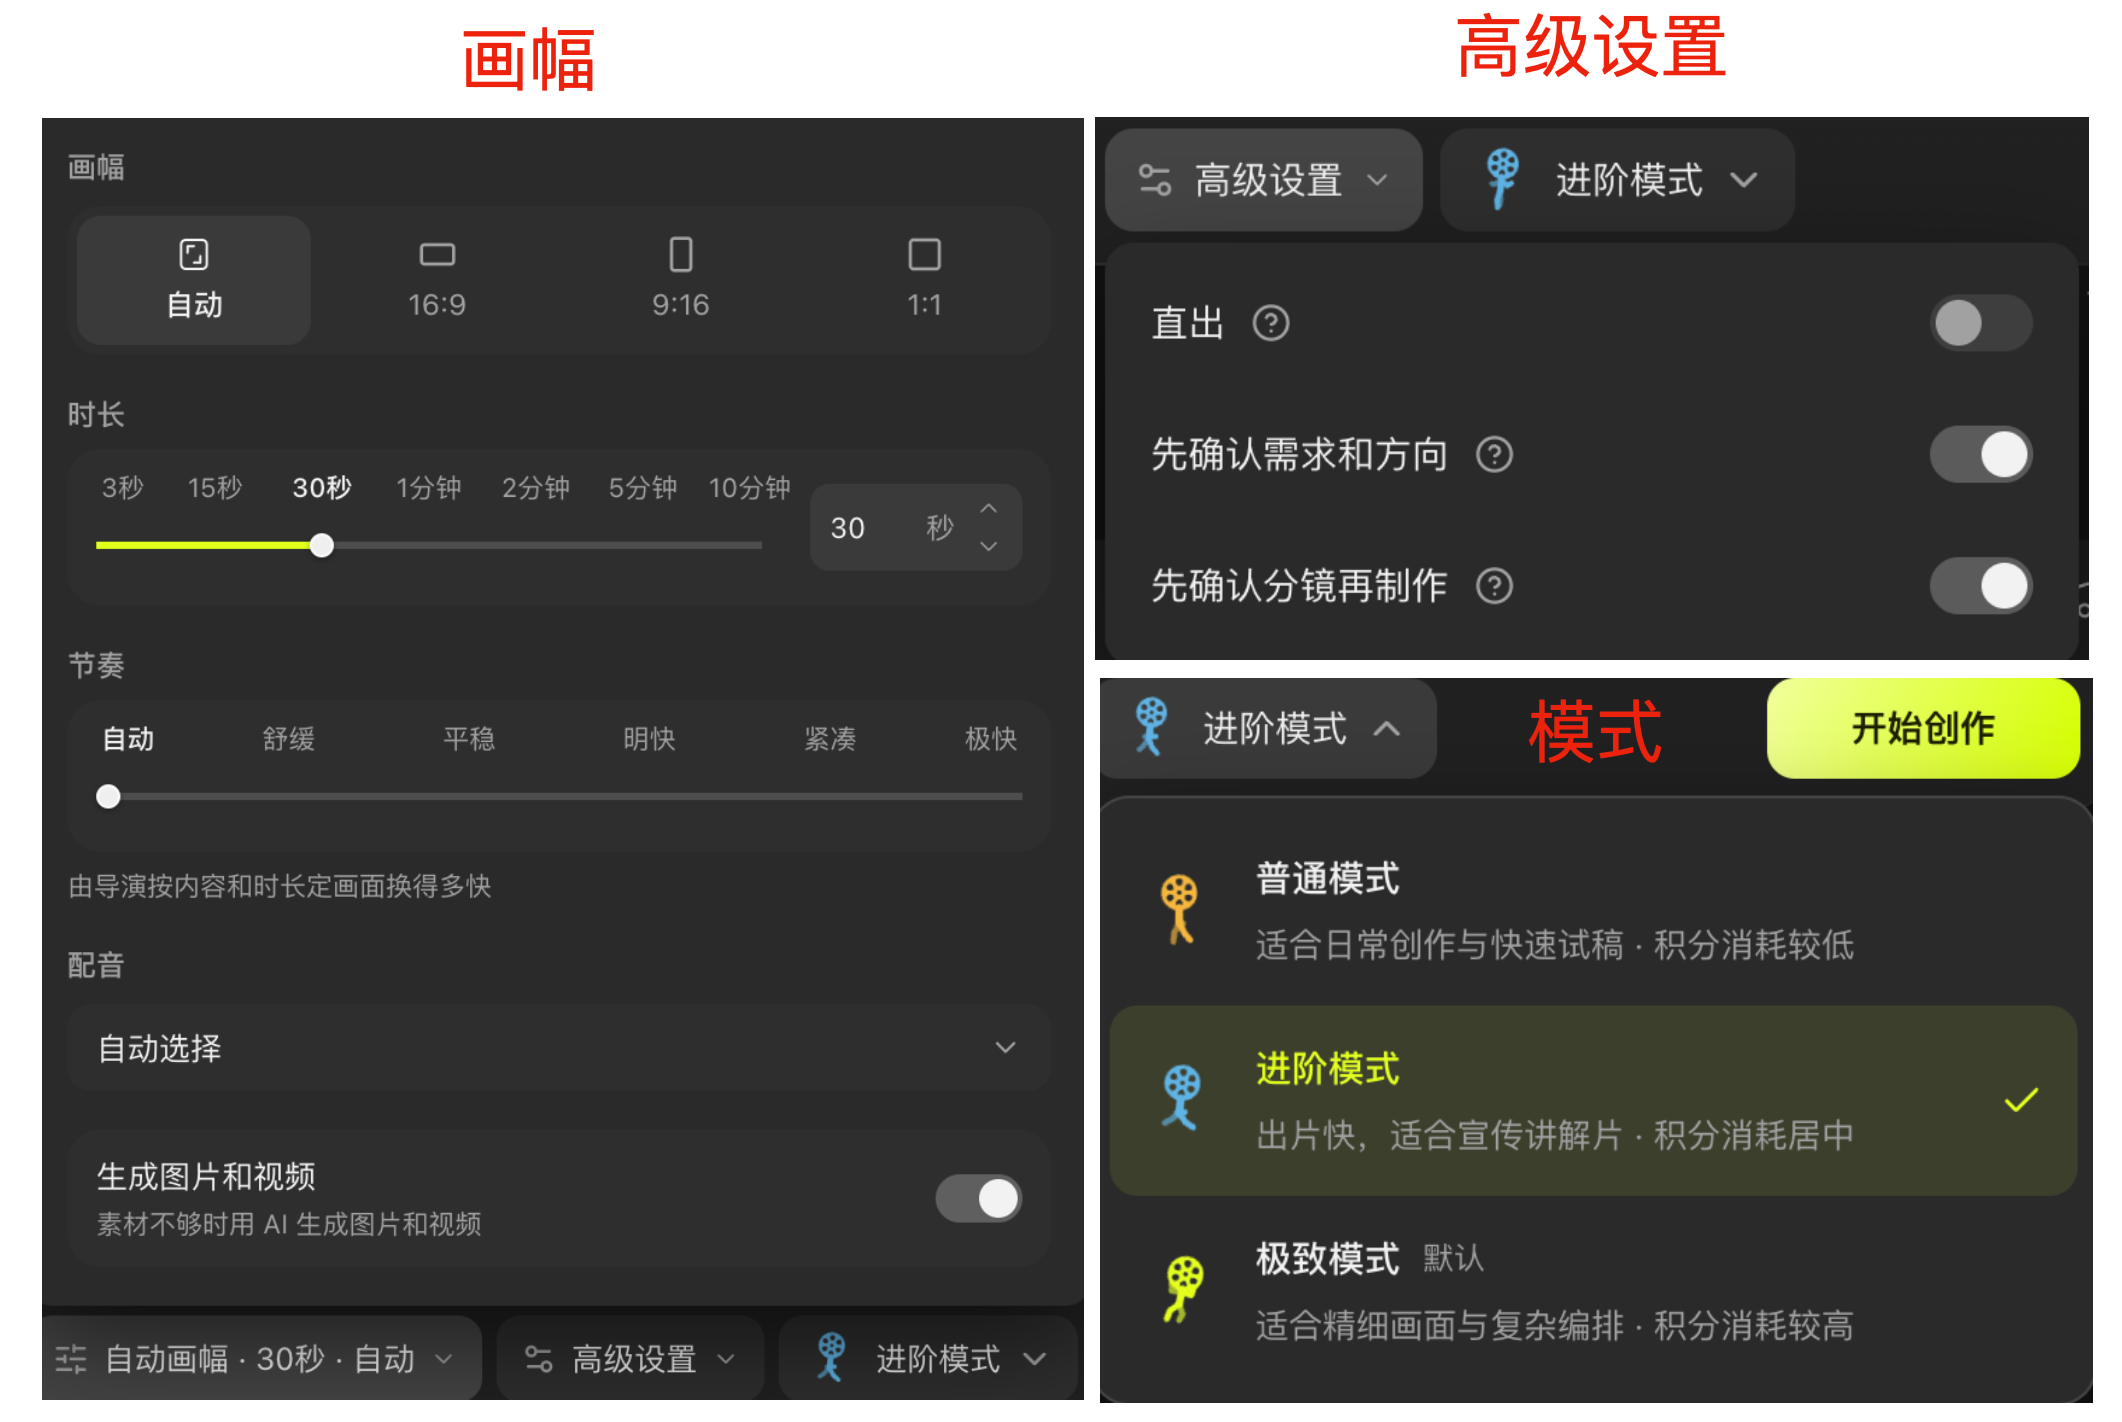 画幅
画幅
自动
16:9
9:16
1:1
时长
3秒
15秒
30秒
1分钟
2分钟
5分钟
10分钟
30
秒
节奏
自动
舒缓
平稳
明快
紧凑
极快
由导演按内容和时长定画面换得多快
配音
自动选择
生成图片和视频
素材不够时用 AI 生成图片和视频
自动画幅 · 30秒 · 自动
高级设置
进阶模式
高级设置
高级设置
进阶模式
直出
先确认需求和方向
先确认分镜再制作
进阶模式
模式
开始创作
普通模式
适合日常创作与快速试稿 · 积分消耗较低
进阶模式
出片快，适合宣传讲解片 · 积分消耗居中
极致模式 默认
适合精细画面与复杂编排 · 积分消耗较高